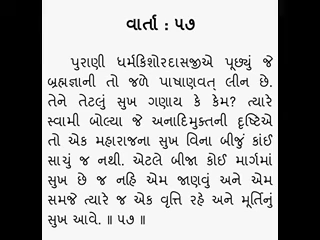 વાર્તા : ૫૭
પુરાણી ધર્મકિશોરદાસજીએ પૂછ્યું જે
બ્રહ્મજ્ઞાની તો જળે પાષાણવત્ લીન છે.
તેને તેટલું સુખ ગણાય કે કેમ? ત્યારે
સ્વામી બોલ્યા જે અનાદિમુક્તની દૃષ્ટિએ
તો એક મહારાજના સુખ વિના બીજું કાંઈ
સાચું જ નથી. એટલે બીજા કોઈ માર્ગમાં
સુખ છે જ નહિ એમ જાણવું અને એમ
સમજે ત્યારે જ એક વૃત્તિ રહે અને મૂર્તિનું
સુખ આવે. ॥ ૫૭ ॥